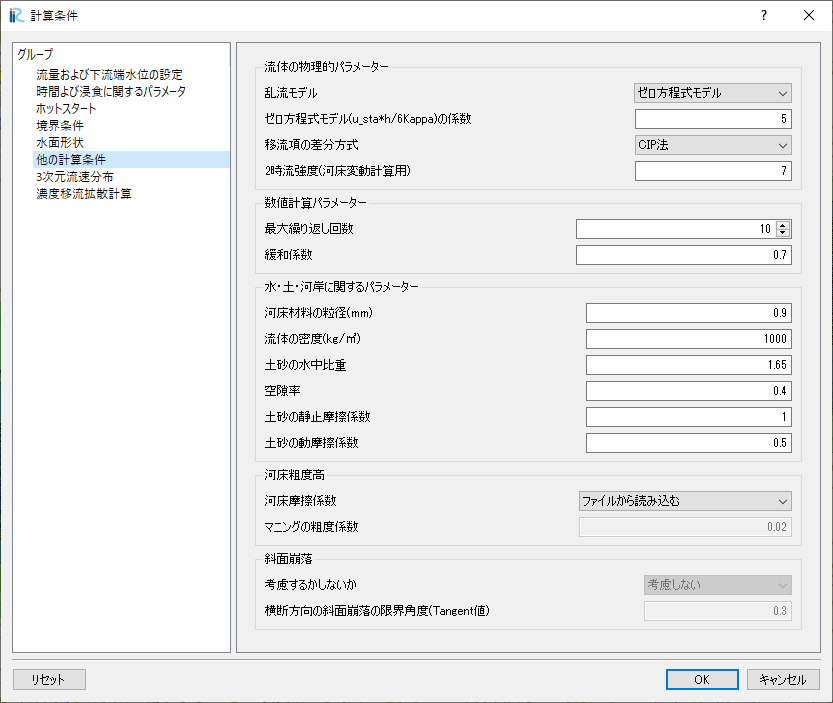 計算条件
グループ
流量および下流端水位の設定
時間及び浸食に関するパラメータ
ホットスタート
境界条件
水面形状
他の計算条件
3次元流速分布
濃度移流拡散計算
流体の物理的パラメーター
乱流モデル ゼロ方程式モデル
ゼロ方程式モデル(u_sta*h/6Kappa)の係数 5
移流項の差分方式 CIP法
2時流強度(河床変動計算用) 7
数値計算パラメーター
最大繰り返し回数 10
緩和係数 0.7
水・土・河岸に関するパラメーター
河床材料の粒径(mm) 0.9
流体の密度(kg/㎥) 1000
土砂の水中比重 1.65
空隙率 0.4
土砂の静止摩擦係数 1
土砂の動摩擦係数 0.5
河床粗度高
河床摩擦係数 ファイルから読み込む
マニングの粗度係数 0.02
斜面崩落
考慮するかしないか 考慮しない
横断方向の斜面崩落の限界角度(Tangent値) 0.3
リセット OK キャンセル